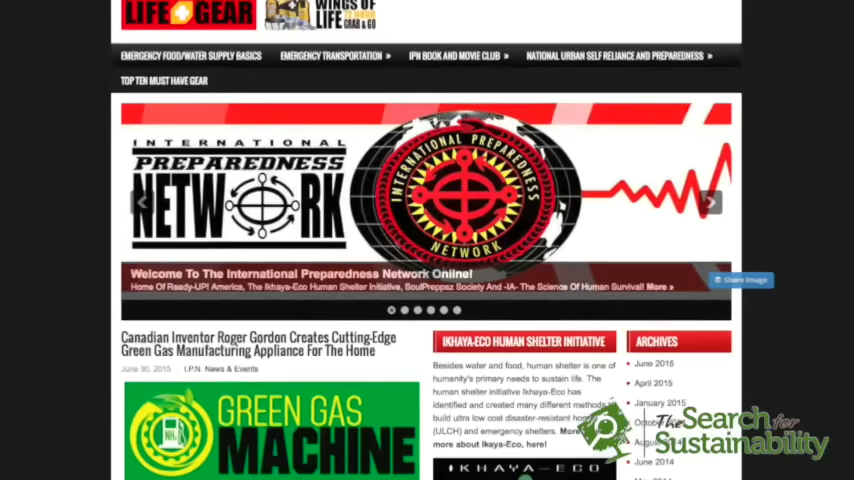 LIFE GEAR
WINGS OF
LIFE 72 HOUR
GRAB & GO
EMERGENCY FOOD/WATER SUPPLY BASICS EMERGENCY TRANSPORTATION » IPN BOOK AND MOVIE CLUB » NATIONAL URBAN SELF RELIANCE AND PREPAREDNESS »
TOP TEN MUST HAVE GEAR
INTERNATIONAL
PREPAREDNESS
NETWORK
INTERNATIONAL PREPAREDNESS
NETWORK
Welcome To The International Preparedness Network Online!
Home Of Ready-UP! America, The Ikhaya-Eco Human Shelter Initiative, SoulPreppaz Society And -IA- The Science Of Human Survival! More »
Share Image
Canadian Inventor Roger Gordon Creates Cutting-Edge
Green Gas Manufacturing Appliance For The Home
June 30, 2015 I.P.N. News & Events
GREEN GAS
MACHINE
NH3
IKHAYA-ECO HUMAN SHELTER INITIATIVE
Besides water and food, human shelter is one of
humanity's primary needs to sustain life. The
human shelter initiative Ikhaya-Eco has
identified and created many different methods
build ultra low cost disaster-resistant
(ULCH) and emergency shelters.
more about Ikaya-Eco, here!
IKHAYA-ECO
ARCHIVES
June 2015
April 2015
January 2015
June 2014
The Search for
Sustainability